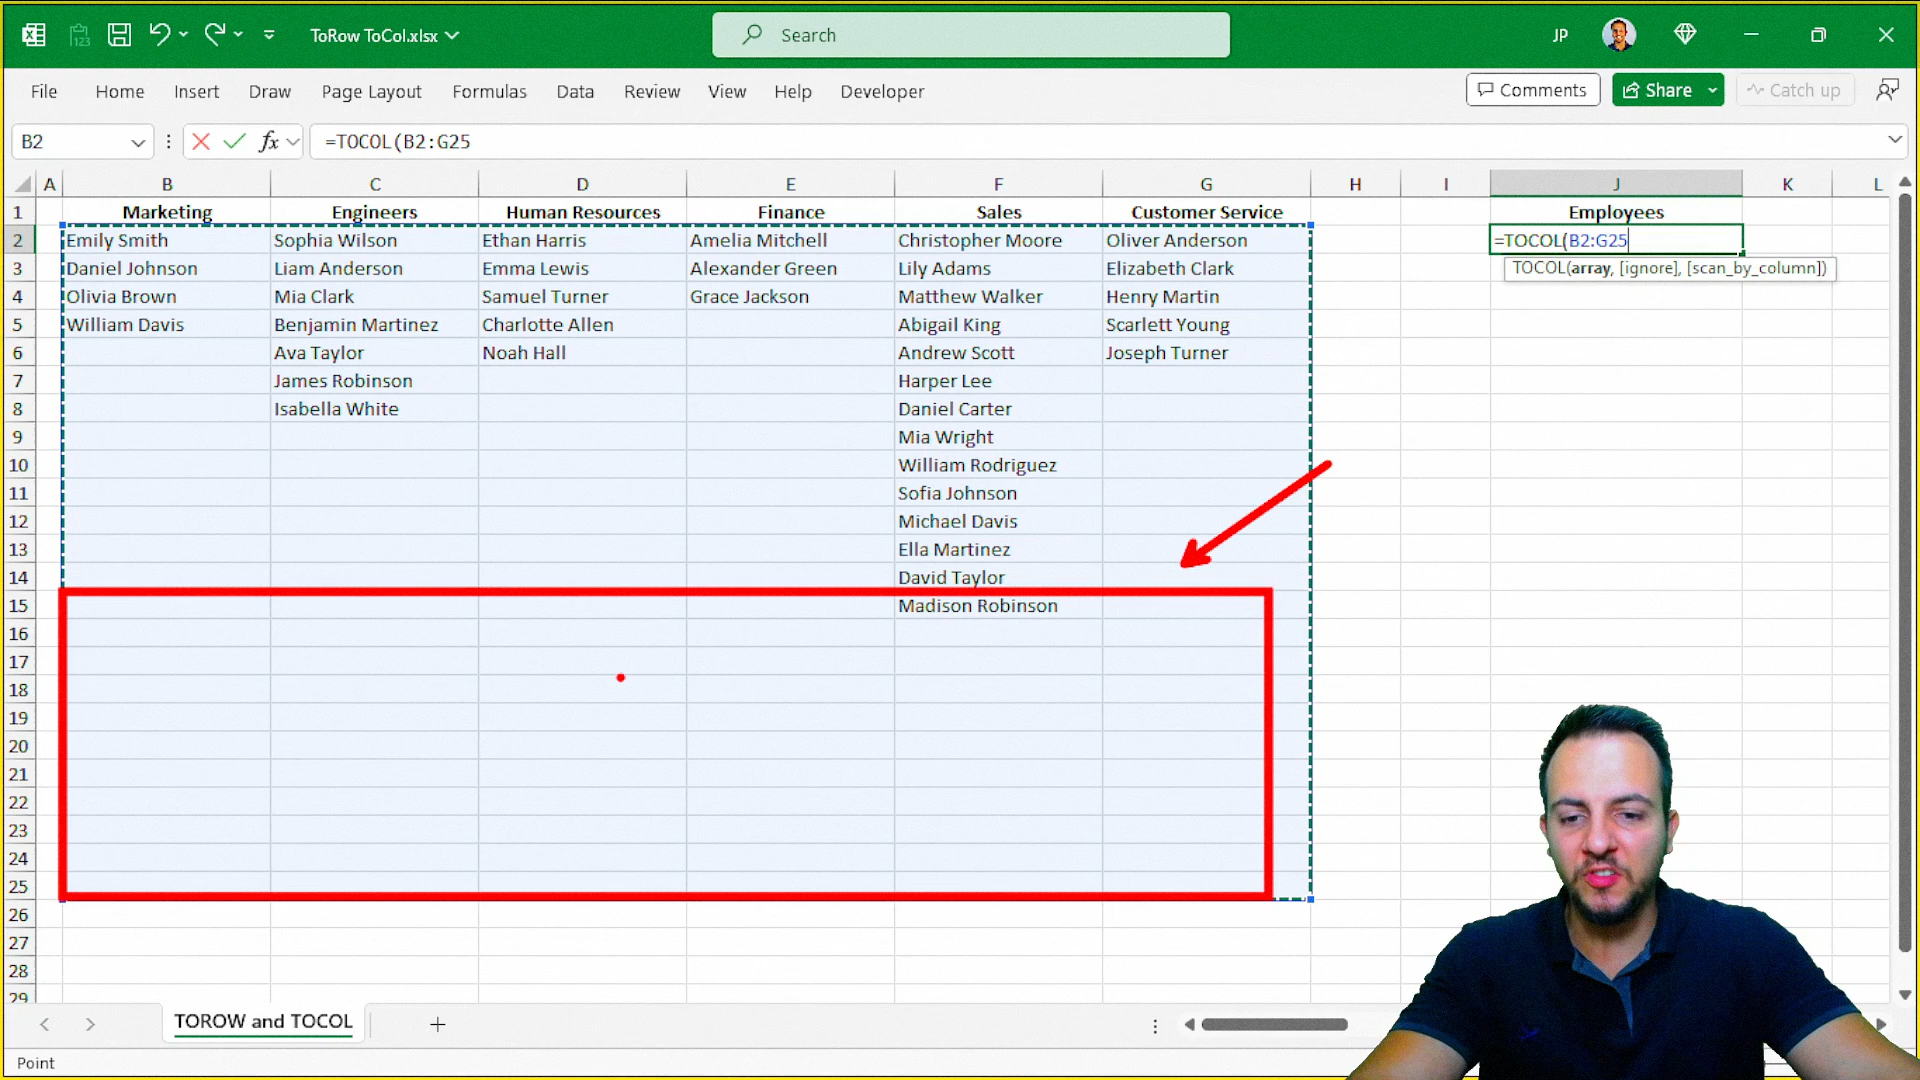 ToRow ToCol.xlsx
Search
JP
File Home Insert Draw Page Layout Formulas Data Review View Help Developer
Comments Share Catch up
B2 fx =TOCOL(B2:G25
A B C D E F G H I J K L
1 Marketing Engineers Human Resources Finance Sales Customer Service Employees
2 Emily Smith Sophia Wilson Ethan Harris Amelia Mitchell Christopher Moore Oliver Anderson =TOCOL(B2:G25
3 Daniel Johnson Liam Anderson Emma Lewis Alexander Green Lily Adams Elizabeth Clark TOCOL(array, [ignore], [scan_by_column])
4 Olivia Brown Mia Clark Samuel Turner Grace Jackson Matthew Walker Henry Martin
5 William Davis Benjamin Martinez Charlotte Allen Abigail King Scarlett Young
6 Ava Taylor Noah Hall Andrew Scott Joseph Turner
7 James Robinson Harper Lee
8 Isabella White Daniel Carter
9 Mia Wright
10 William Rodriguez
11 Sofia Johnson
12 Michael Davis
13 Ella Martinez
14 David Taylor
15 Madison Robinson
16
17
18
19
20
21
22
23
24
25
26
27
28
29
TOROW and TOCOL
Point